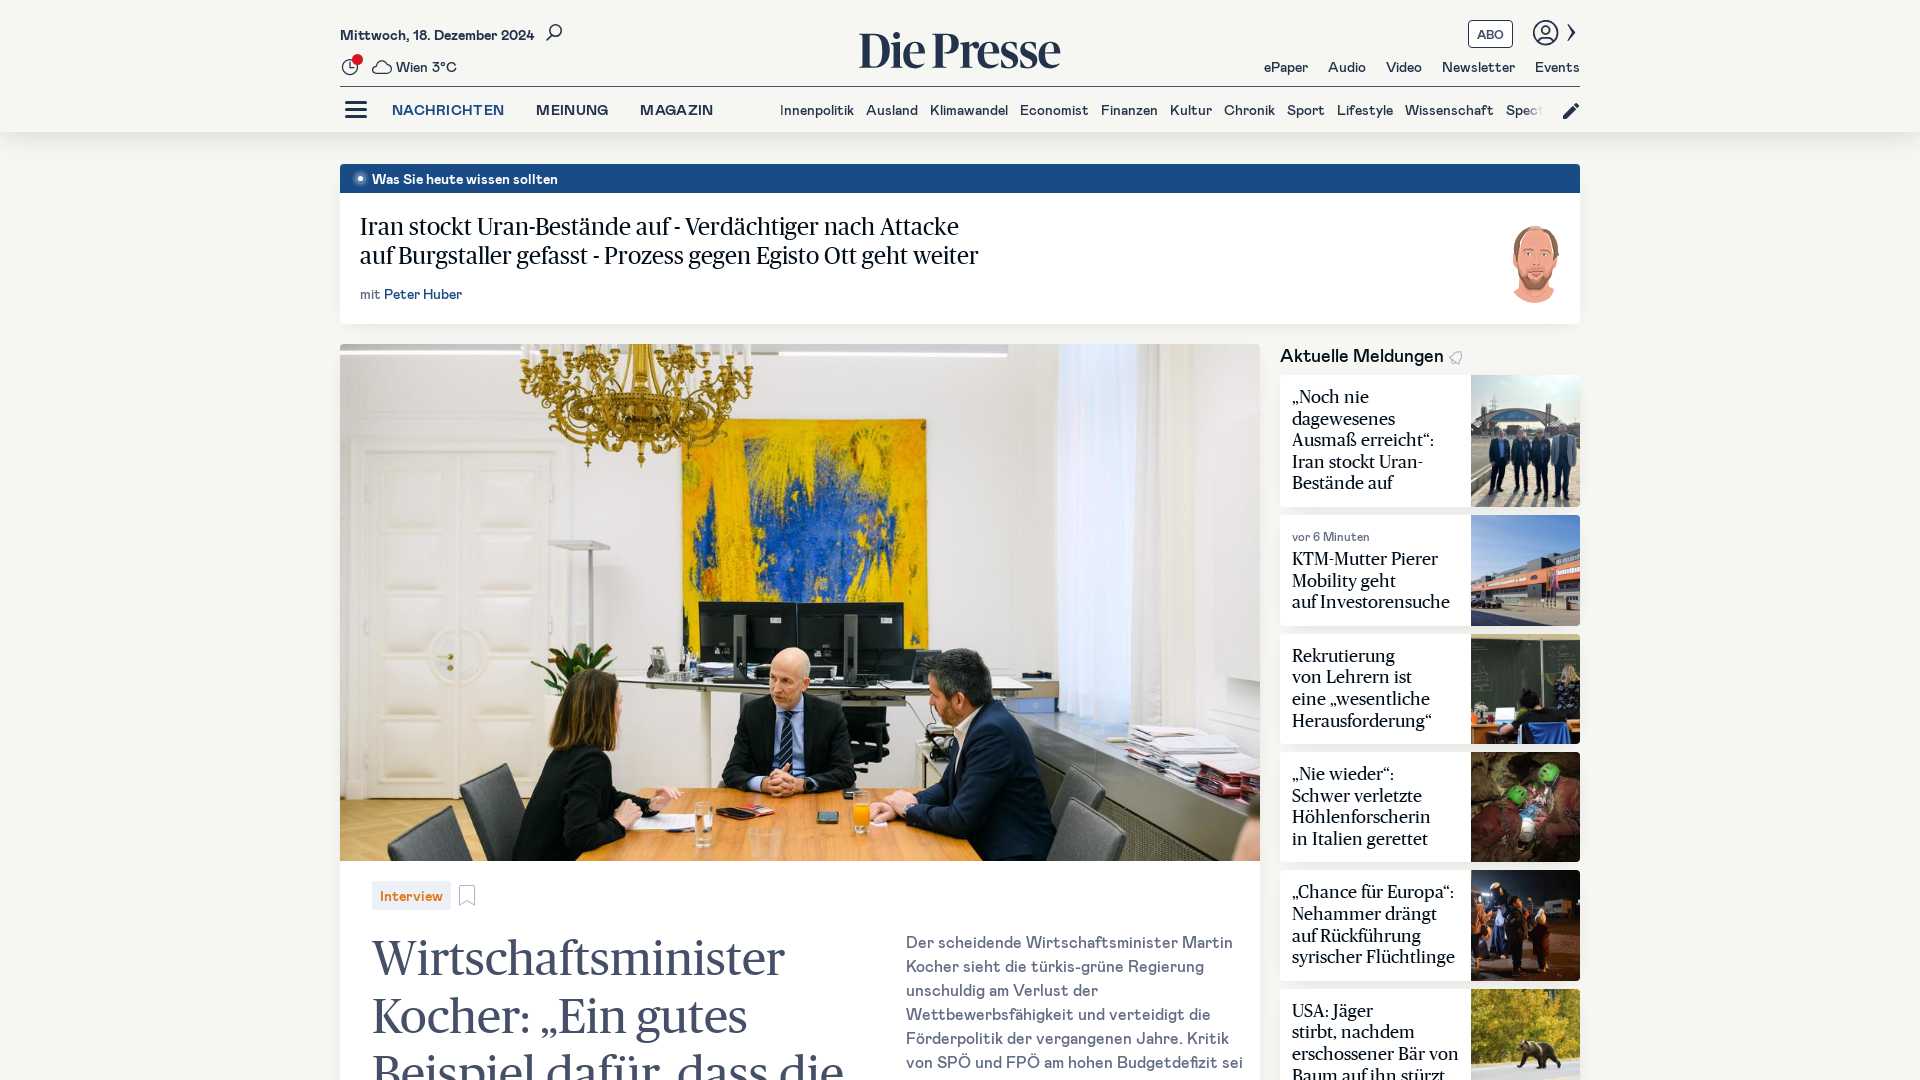 Mittwoch, 18. Dezember 2024
Die Presse
ABO
Wien 3°C
ePaper Audio Video Newsletter Events
NACHRICHTEN MEINUNG MAGAZIN
Innenpolitik Ausland Klimawandel Economist Finanzen Kultur Chronik Sport Lifestyle Wissenschaft Spect
Was Sie heute wissen sollten
Iran stockt Uran-Bestände auf - Verdächtiger nach Attacke
auf Burgstaller gefasst - Prozess gegen Egisto Ott geht weiter
mit Peter Huber
Interview
Wirtschaftsminister
Kocher: „Ein gutes
Beispiel dafür, dass die
Der scheidende Wirtschaftsminister Martin
Kocher sieht die türkis-grüne Regierung
unschuldig am Verlust der
Wettbewerbsfähigkeit und verteidigt die
Förderpolitik der vergangenen Jahre. Kritik
von SPÖ und FPÖ am hohen Budgetdefizit sei
Aktuelle Meldungen
„Noch nie
dagewesenes
Ausmaß erreicht“:
Iran stockt Uran-
Bestände auf
vor 6 Minuten
KTM-Mutter Pierer
Mobility geht
auf Investorensuche
Rekrutierung
von Lehrern ist
eine „wesentliche
Herausforderung“
„Nie wieder“:
Schwer verletzte
Höhlenforscherin
in Italien gerettet
„Chance für Europa“:
Nehammer drängt
auf Rückführung
syrischer Flüchtlinge
USA: Jäger
stirbt, nachdem
erschossener Bär von
Baum auf ihn stürzt